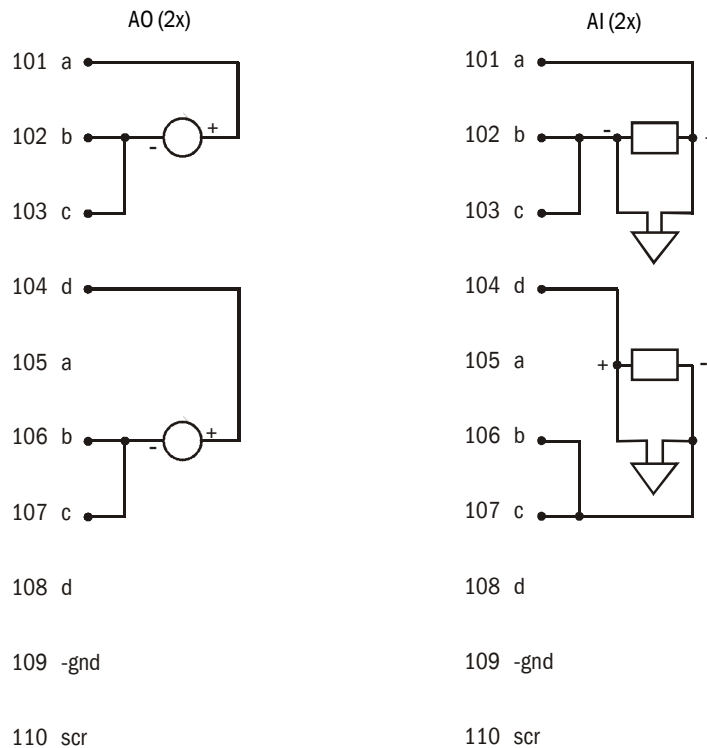 AO (2x)
101 a
102 b
- +
103 c
104 d
105 a
106 b
- +
107 c
108 d
109 -gnd
110 scr
AI (2x)
101 a
102 b
-
103 c
104 d
105 a
+ -
106 b
107 c
108 d
109 -gnd
110 scr